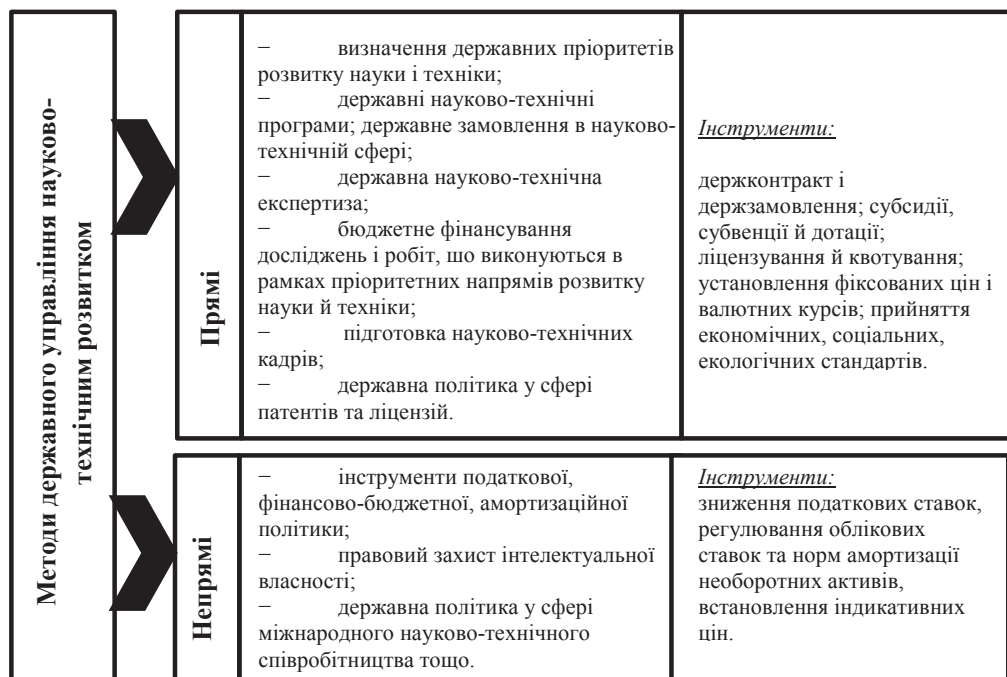 Методи державного управління науково-
технічним розвитком
Прямі
– визначення державних пріоритетів
розвитку науки і техніки;
– державні науково-технічні
програми; державне замовлення в науково-
технічній сфері;
– державна науково-технічна
експертиза;
– бюджетне фінансування
досліджень і робіт, шо виконуються в
рамках пріоритетних напрямів розвитку
науки й техніки;
– підготовка науково-технічних
кадрів;
– державна політика у сфері
патентів та ліцензій.
Інструменти:
держконтракт і
держзамовлення; субсидії,
субвенції й дотації;
ліцензування й квотування;
установлення фіксованих цін і
валютних курсів; прийняття
економічних, соціальних,
екологічних стандартів.
Непрямі
– інструменти податкової,
фінансово-бюджетної, амортизаційної
політики;
– правовий захист інтелектуальної
власності;
– державна політика у сфері
міжнародного науково-технічного
співробітництва тощо.
Інструменти:
зниження податкових ставок,
регулювання облікових
ставок та норм амортизації
необоротних активів,
встановлення індикативних
цін.